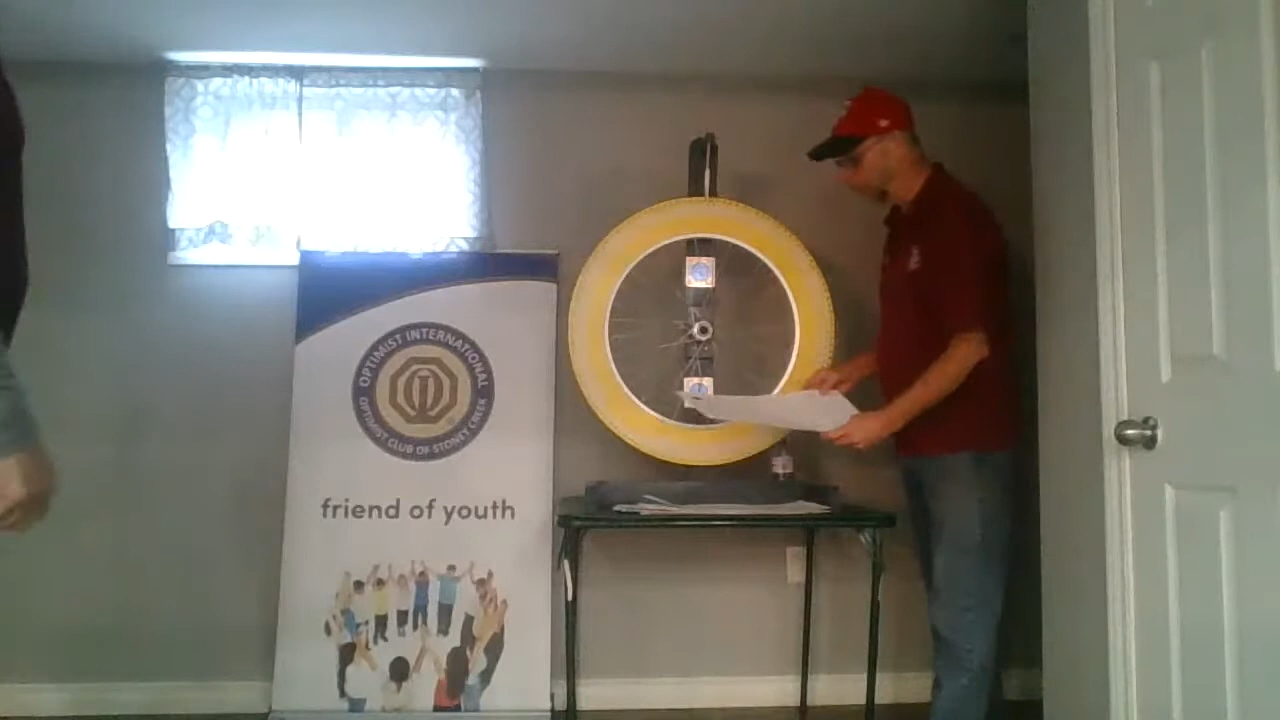 OPTIMIST INTERNATIONAL
OPTIMIST CLUB OF STONEY CREEK
friend of youth